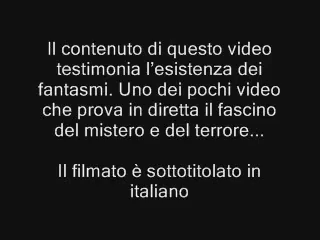 Il contenuto di questo video
testimonia l’esistenza dei
fantasmi. Uno dei pochi video
che prova in diretta il fascino
del mistero e del terrore...
Il filmato è sottotitolato in
italiano